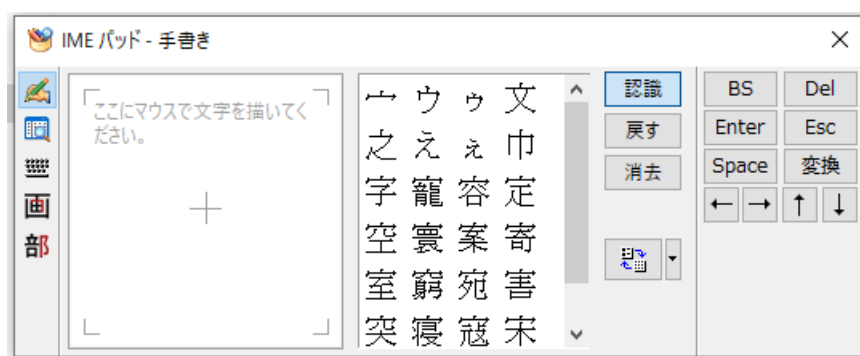 IME パッド - 手書き
ここにマウスで文字を描いてく
ださい。
亠 ウ ゥ 文
之 え ぇ 巾
字 寵 容 定
空 寰 案 寄
室 窮 宛 害
突 寝 寇 宋
認識
戻す
消去
画
部
BS Del
Enter Esc
Space 変換
← → ↑ ↓